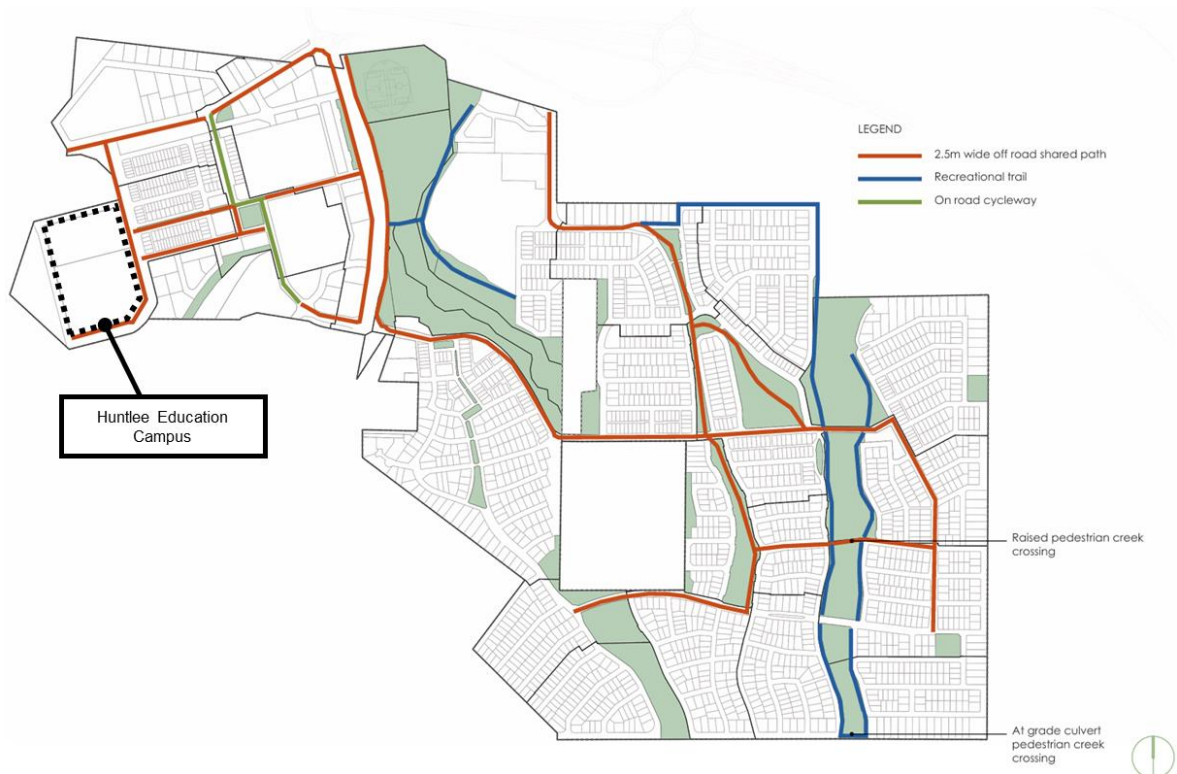 LEGEND
2.5m wide off road shared path
Recreational trail
On road cycleway
Huntlee Education
Campus
Raised pedestrian creek
crossing
At grade culvert
pedestrian creek
crossing